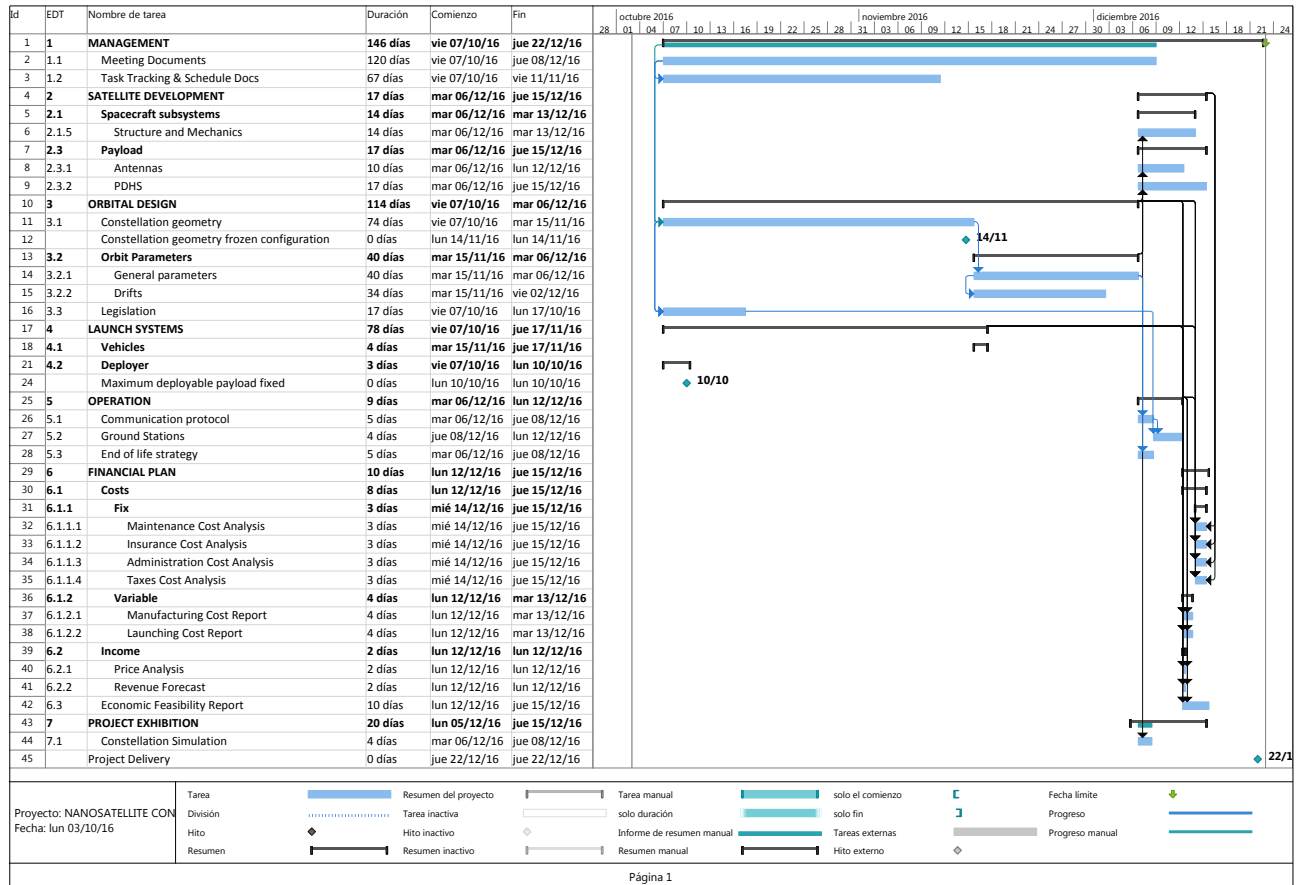 Id EDT Nombre de tarea Duración Comienzo Fin octubre 2016 noviembre 2016 diciembre 2016
28 01 04 07 10 13 16 19 22 25 28 31 03 06 09 12 15 18 21 24 27 30 03 06 09 12 15 18 21 24
1 1 MANAGEMENT 146 días vie 07/10/16 jue 22/12/16
2 1.1 Meeting Documents 120 días vie 07/10/16 jue 08/12/16
3 1.2 Task Tracking & Schedule Docs 67 días vie 07/10/16 vie 11/11/16
4 2 SATELLITE DEVELOPMENT 17 días mar 06/12/16 jue 15/12/16
5 2.1 Spacecraft subsystems 14 días mar 06/12/16 mar 13/12/16
6 2.1.5 Structure and Mechanics 14 días mar 06/12/16 mar 13/12/16
7 2.3 Payload 17 días mar 06/12/16 jue 15/12/16
8 2.3.1 Antennas 10 días mar 06/12/16 lun 12/12/16
9 2.3.2 PDHS 17 días mar 06/12/16 jue 15/12/16
10 3 ORBITAL DESIGN 114 días vie 07/10/16 mar 06/12/16
11 3.1 Constellation geometry 74 días vie 07/10/16 mar 15/11/16
12 Constellation geometry frozen configuration 0 días lun 14/11/16 lun 14/11/16 14/11
13 3.2 Orbit Parameters 40 días mar 15/11/16 mar 06/12/16
14 3.2.1 General parameters 40 días mar 15/11/16 mar 06/12/16
15 3.2.2 Drifts 34 días mar 15/11/16 vie 02/12/16
16 3.3 Legislation 17 días vie 07/10/16 lun 17/10/16
17 4 LAUNCH SYSTEMS 78 días vie 07/10/16 jue 17/11/16
18 4.1 Vehicles 4 días mar 15/11/16 jue 17/11/16
21 4.2 Deployer 3 días vie 07/10/16 lun 10/10/16
24 Maximum deployable payload fixed 0 días lun 10/10/16 lun 10/10/16 10/10
25 5 OPERATION 9 días mar 06/12/16 lun 12/12/16
26 5.1 Communication protocol 5 días mar 06/12/16 jue 08/12/16
27 5.2 Ground Stations 4 días jue 08/12/16 lun 12/12/16
28 5.3 End of life strategy 5 días mar 06/12/16 jue 08/12/16
29 6 FINANCIAL PLAN 10 días lun 12/12/16 jue 15/12/16
30 6.1 Costs 8 días lun 12/12/16 jue 15/12/16
31 6.1.1 Fix 3 días mié 14/12/16 jue 15/12/16
32 6.1.1.1 Maintenance Cost Analysis 3 días mié 14/12/16 jue 15/12/16
33 6.1.1.2 Insurance Cost Analysis 3 días mié 14/12/16 jue 15/12/16
34 6.1.1.3 Administration Cost Analysis 3 días mié 14/12/16 jue 15/12/16
35 6.1.1.4 Taxes Cost Analysis 3 días mié 14/12/16 jue 15/12/16
36 6.1.2 Variable 4 días lun 12/12/16 mar 13/12/16
37 6.1.2.1 Manufacturing Cost Report 4 días lun 12/12/16 mar 13/12/16
38 6.1.2.2 Launching Cost Report 4 días lun 12/12/16 mar 13/12/16
39 6.2 Income 2 días lun 12/12/16 lun 12/12/16
40 6.2.1 Price Analysis 2 días lun 12/12/16 lun 12/12/16
41 6.2.2 Revenue Forecast 2 días lun 12/12/16 lun 12/12/16
42 6.3 Economic Feasibility Report 10 días lun 12/12/16 jue 15/12/16
43 7 PROJECT EXHIBITION 20 días lun 05/12/16 jue 15/12/16
44 7.1 Constellation Simulation 4 días mar 06/12/16 jue 08/12/16
45 Project Delivery 0 días jue 22/12/16 jue 22/12/16 22/1
Proyecto: NANOSATELLITE CON
Fecha: lun 03/10/16
Tarea Resumen del proyecto Tarea manual solo el comienzo Fecha límite
División Tarea inactiva solo duración solo fin Progreso
Hito Hito inactivo Informe de resumen manual Tareas externas Progreso manual
Resumen Resumen inactivo Resumen manual Hito externo
Página 1